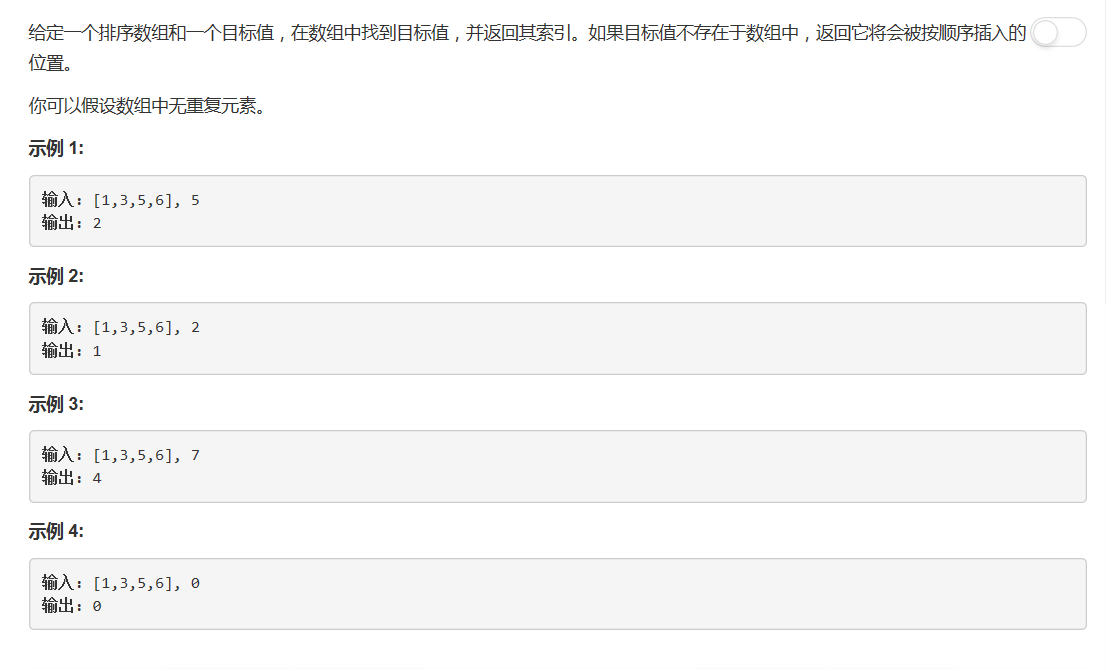 给定一个排序数组和一个目标值，在数组中找到目标值，并返回其索引。如果目标值不存在于数组中，返回它将会被按顺序插入的
位置。
你可以假设数组中无重复元素。
示例 1:
输入: [1,3,5,6], 5
输出: 2
示例 2:
输入: [1,3,5,6], 2
输出: 1
示例 3:
输入: [1,3,5,6], 7
输出: 4
示例 4:
输入: [1,3,5,6], 0
输出: 0